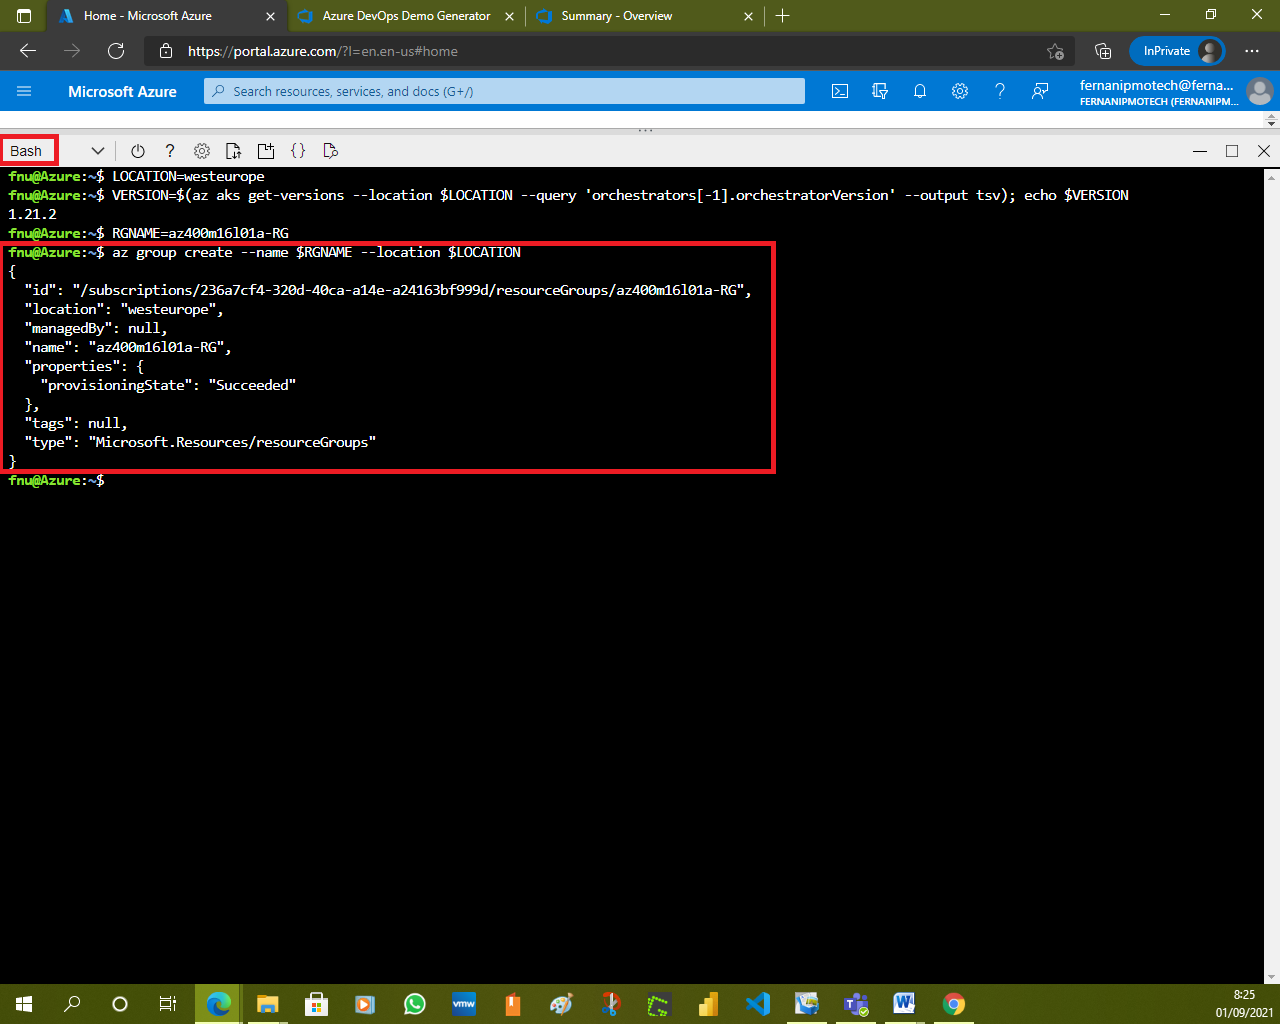 Home - Microsoft Azure
Azure DevOps Demo Generator
Summary - Overview
https://portal.azure.com/?l=en.en-us#home
InPrivate
Microsoft Azure
Search resources, services, and docs (G+/)
fernanipmotech@ferna...
FERNANIPMOTECH (FERNANIPM...
Bash
fnu@Azure:~$ LOCATION=westeurope
fnu@Azure:~$ VERSION=$(az aks get-versions --location $LOCATION --query 'orchestrators[-1].orchestratorVersion' --output tsv); echo $VERSION
1.21.2
fnu@Azure:~$ RGNAME=az400m16l01a-RG
fnu@Azure:~$ az group create --name $RGNAME --location $LOCATION
{
  "id": "/subscriptions/236a7cf4-320d-40ca-a14e-a24163bf999d/resourceGroups/az400m16l01a-RG",
  "location": "westeurope",
  "managedBy": null,
  "name": "az400m16l01a-RG",
  "properties": {
    "provisioningState": "Succeeded"
  },
  "tags": null,
  "type": "Microsoft.Resources/resourceGroups"
}
fnu@Azure:~$
vmw
8:25
01/09/2021